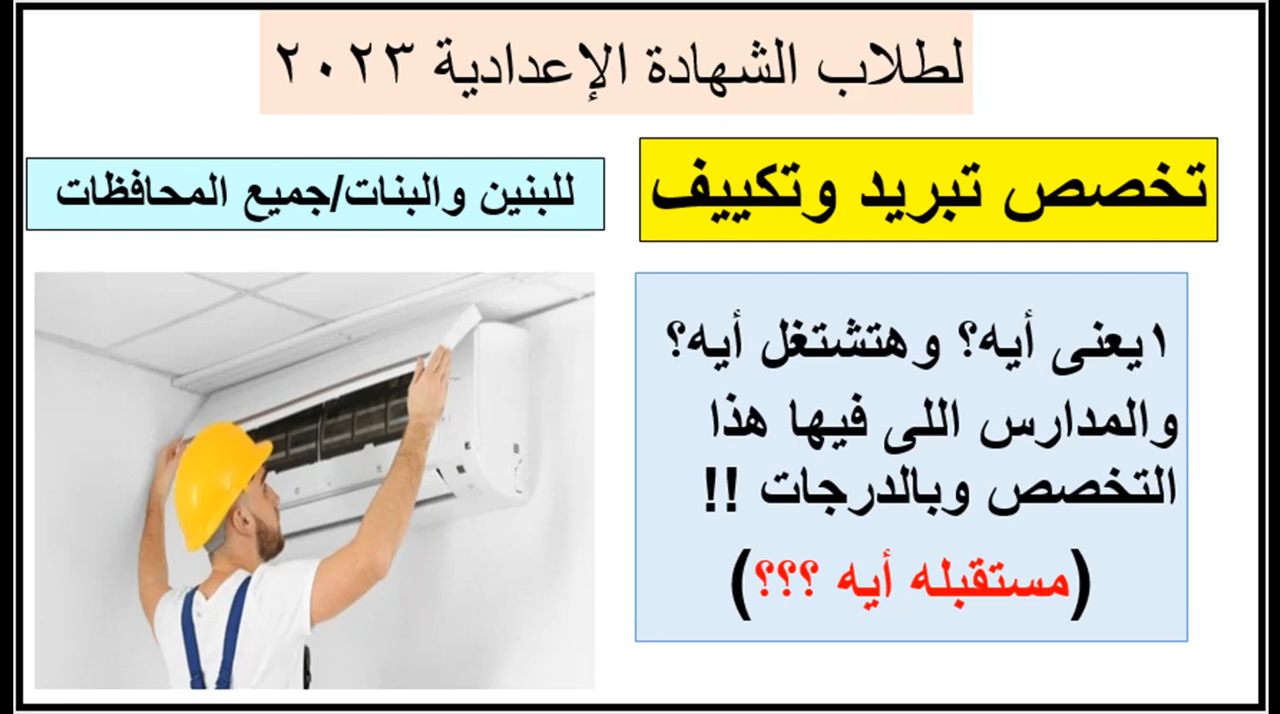 لطلاب الشهادة الإعدادية ٢٠٢٣
تخصص تبريد وتكييف
للبنين والبنات/جميع المحافظات
١يعنى أيه؟ وهتشتغل أيه؟
والمدارس اللى فيها هذا
التخصص وبالدرجات !!
(مستقبله أيه ؟؟؟)